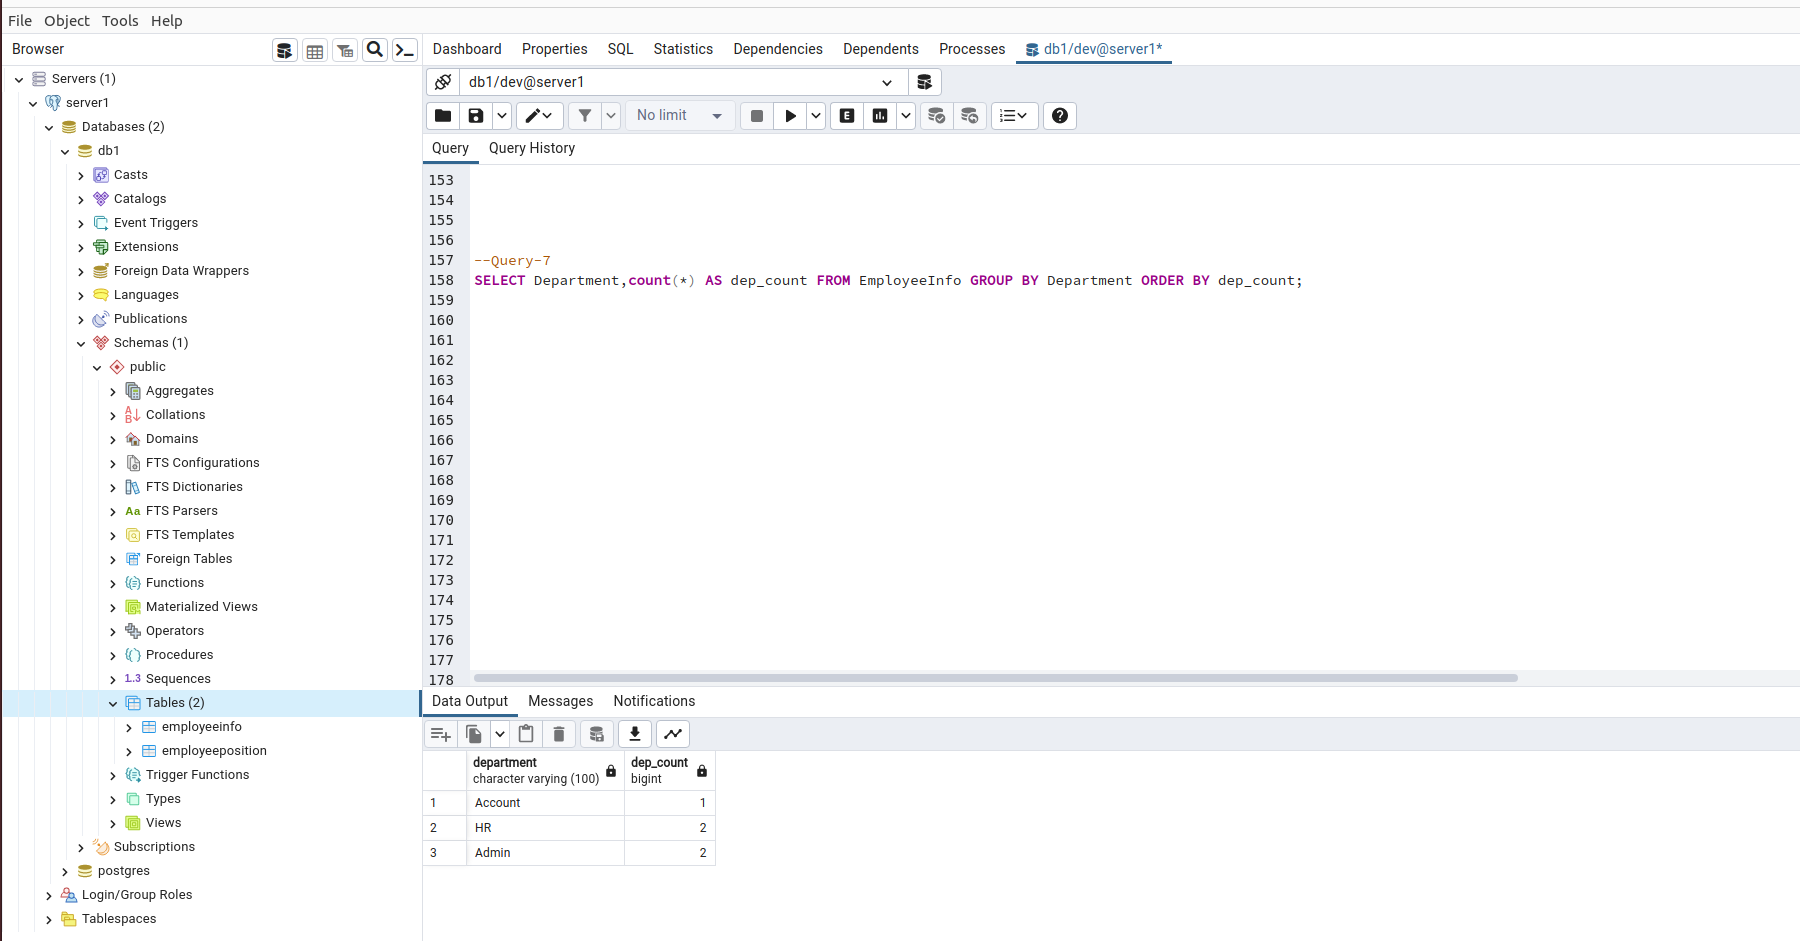 File Object Tools Help
Browser
Dashboard Properties SQL Statistics Dependencies Dependents Processes db1/dev@server1*
Servers (1)
server1
Databases (2)
db1
Casts
Catalogs
Event Triggers
Extensions
Foreign Data Wrappers
Languages
Publications
Schemas (1)
public
Aggregates
Collations
Domains
FTS Configurations
FTS Dictionaries
Aa FTS Parsers
FTS Templates
Foreign Tables
Functions
Materialized Views
Operators
Procedures
1..3 Sequences
Tables (2)
employeeinfo
employeeposition
Trigger Functions
Types
Views
Subscriptions
postgres
Login/Group Roles
Tablespaces
db1/dev@server1
No limit E
Query Query History
153
154
155
156
157 --Query-7
158 SELECT Department,count(*) AS dep_count FROM EmployeeInfo GROUP BY Department ORDER BY dep_count;
159
160
161
162
163
164
165
166
167
168
169
170
171
172
173
174
175
176
177
178
Data Output Messages Notifications
department dep_count
character varying (100) bigint
1 Account 1
2 HR 2
3 Admin 2